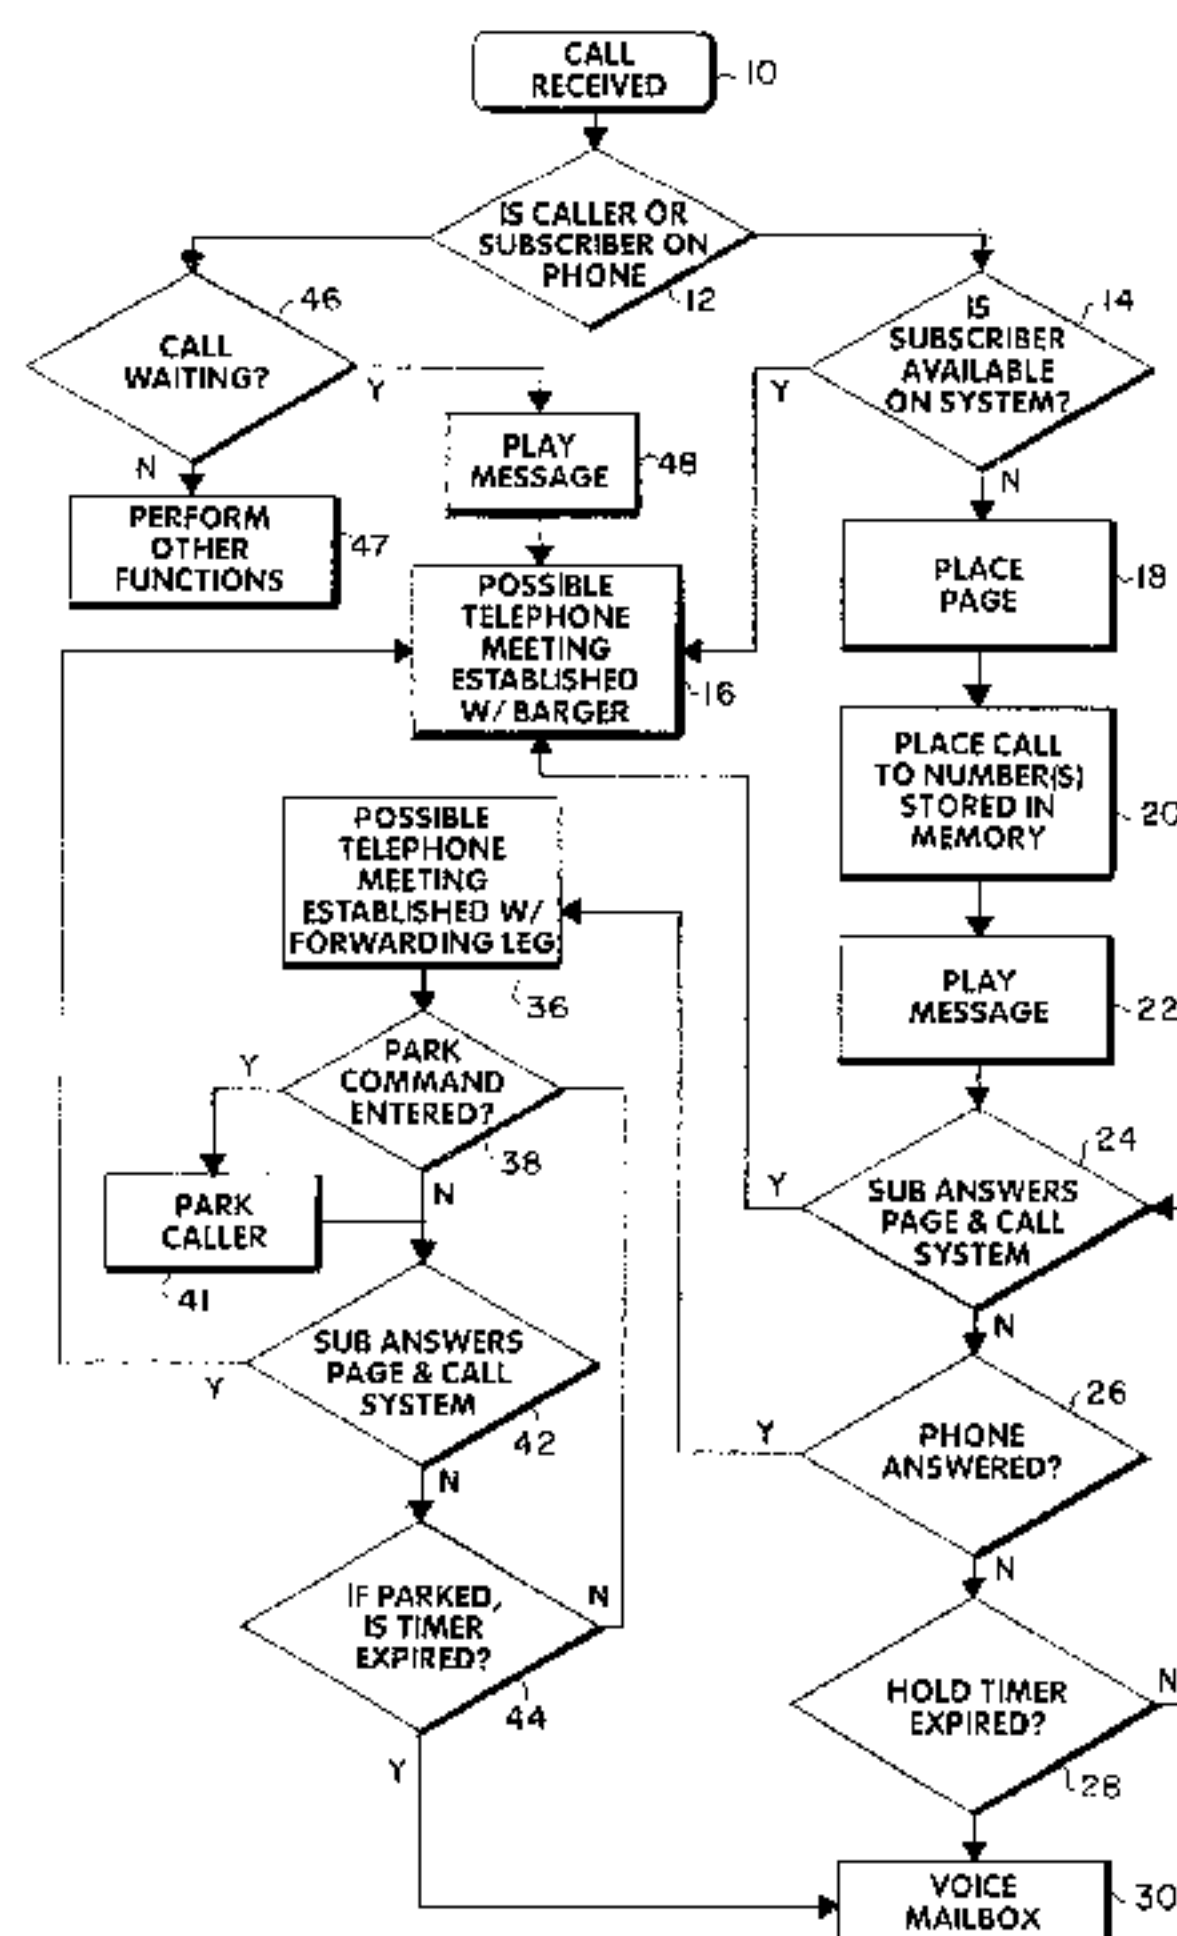 CALL
RECEIVED
10
IS CALLER OR
SUBSCRIBER ON
PHONE
12
46
CALL
WAITING?
Y
N
14
IS
SUBSCRIBER
AVAILABLE
ON SYSTEM?
Y
N
PLAY
MESSAGE
48
PERFORM
OTHER
FUNCTIONS
47
PLACE
PAGE
18
POSSIBLE
TELEPHONE
MEETING
ESTABLISHED
W/ BARGER
16
PLACE CALL
TO NUMBER(S)
STORED IN
MEMORY
20
POSSIBLE
TELEPHONE
MEETING
ESTABLISHED W/
FORWARDING LEG
36
PLAY
MESSAGE
22
PARK
COMMAND
ENTERED?
Y
38
N
PARK
CALLER
41
24
SUB ANSWERS
PAGE & CALL
SYSTEM
Y
N
SUB ANSWERS
PAGE & CALL
SYSTEM
Y
42
N
26
PHONE
ANSWERED?
Y
N
IF PARKED,
IS TIMER
EXPIRED?
N
44
Y
HOLD TIMER
EXPIRED?
N
28
VOICE
MAILBOX
30